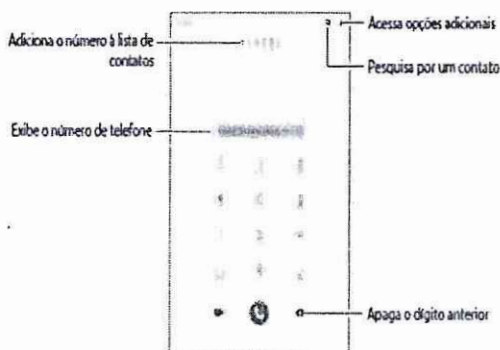 Acessa opções adicionais
Adiciona o número à lista de
contatos
Pesquisa por um contato
Exibe o número de telefone
Apaga o dígito anterior